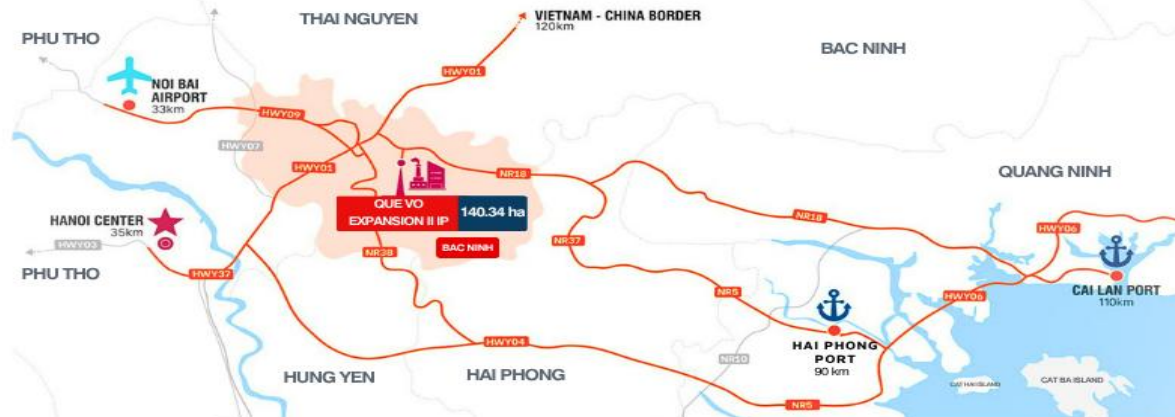 THAI NGUYEN
VIETNAM - CHINA BORDER
120km
PHU THO
BAC NINH
HWY01
NOI BAI
AIRPORT
33km
HWY09
HWY07
HWY01
NR18
QUANG NINH
QUE VO
EXPANSION II IP
140.34 ha
HANOI CENTER
35km
NR18
HWY06
HWY03
BAC NINH
NR37
NR38
PHU THO
HWY37
CAI LAN PORT
110km
NR5
HWY06
HWY04
HAI PHONG
PORT
90 km
NR10
HUNG YEN
HAI PHONG
CAT HAI ISLAND
CAT BA ISLAND
NR5